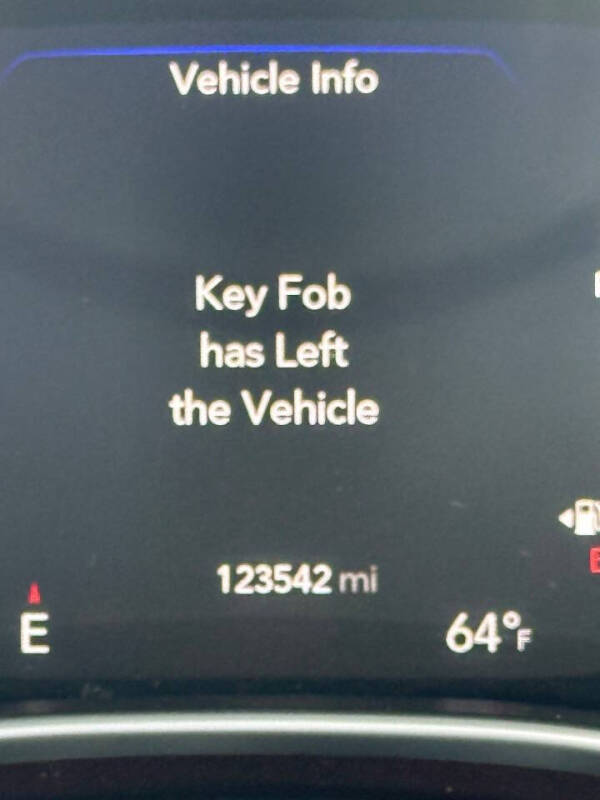 Vehicle Info
Key Fob
has Left
the Vehicle
123542 mi
E
64°F